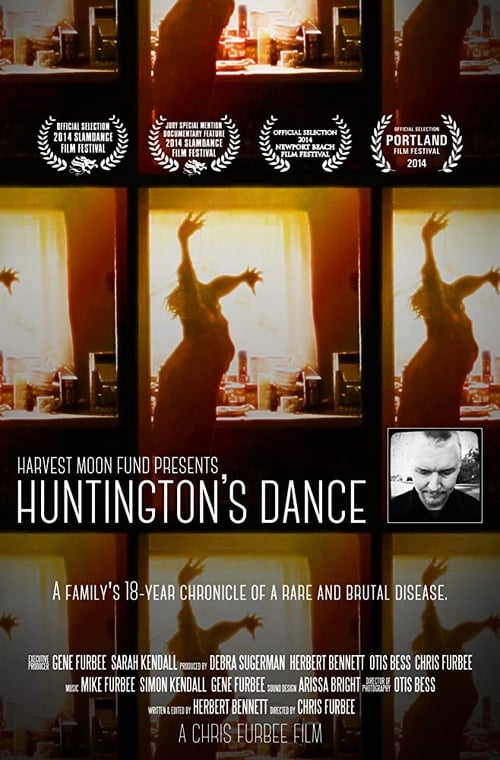 OFFICIAL SELECTION
2014 SLAMDANCE
FILM FESTIVAL
JURY SPECIAL MENTION
DOCUMENTARY FEATURE
2014 SLAMDANCE
FILM FESTIVAL
OFFICIAL SELECTION
2014
NEWPORT BEACH
FILM FESTIVAL
OFFICIAL SELECTION
PORTLAND
FILM FESTIVAL
2014
HARVEST MOON FUND PRESENTS
HUNTINGTON'S DANCE
A FAMILY'S 18-YEAR CHRONICLE OF A RARE AND BRUTAL DISEASE.
EXECUTIVE PRODUCER GENE FURBEE SARAH KENDALL PRODUCED BY DEBRA SUGERMAN HERBERT BENNETT OTIS BESS CHRIS FURBEE
MUSIC MIKE FURBEE SIMON KENDALL GENE FURBEE SOUND DESIGN ARISSA BRIGHT DIRECTOR OF PHOTOGRAPHY OTIS BESS
WRITTEN & EDITED BY HERBERT BENNETT DIRECTED BY CHRIS FURBEE
A CHRIS FURBEE FILM